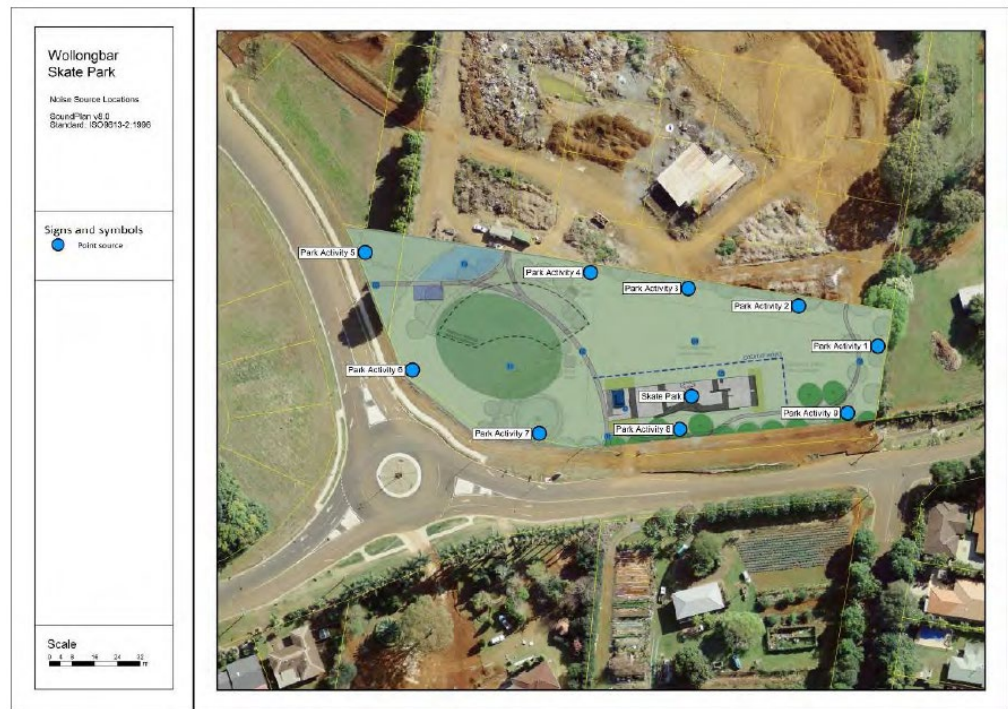 Wollongbar
Skate Park
Noise Source Locations
SoundPlan v8.0
Standard: ISO9613-2:1996
Signs and symbols
Point source
Scale
0 4 8 16 24 32
m
Park Activity 5
Park Activity 4
Park Activity 3
Park Activity 2
Park Activity 1
Park Activity 6
Skate Park
Park Activity 9
Park Activity 7
Park Activity 8